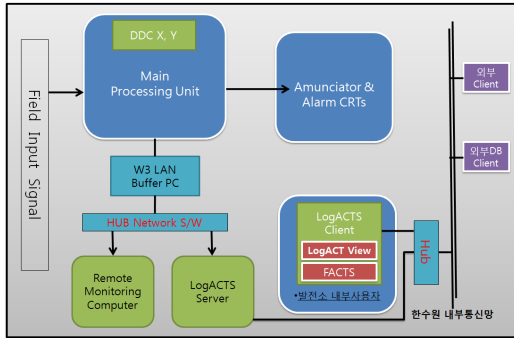 Field Input Signal
DDC X, Y
Main
Processing Unit
Amunciator &
Alarm CRTs
외부
Client
외부DB
Client
W3 LAN
Buffer PC
HUB Network S/W
Remote
Monitoring
Computer
LogACTS
Server
LogACTS
Client
LogACT View
FACTS
•발전소 내부사용자
Hub
한수원 내부통신망